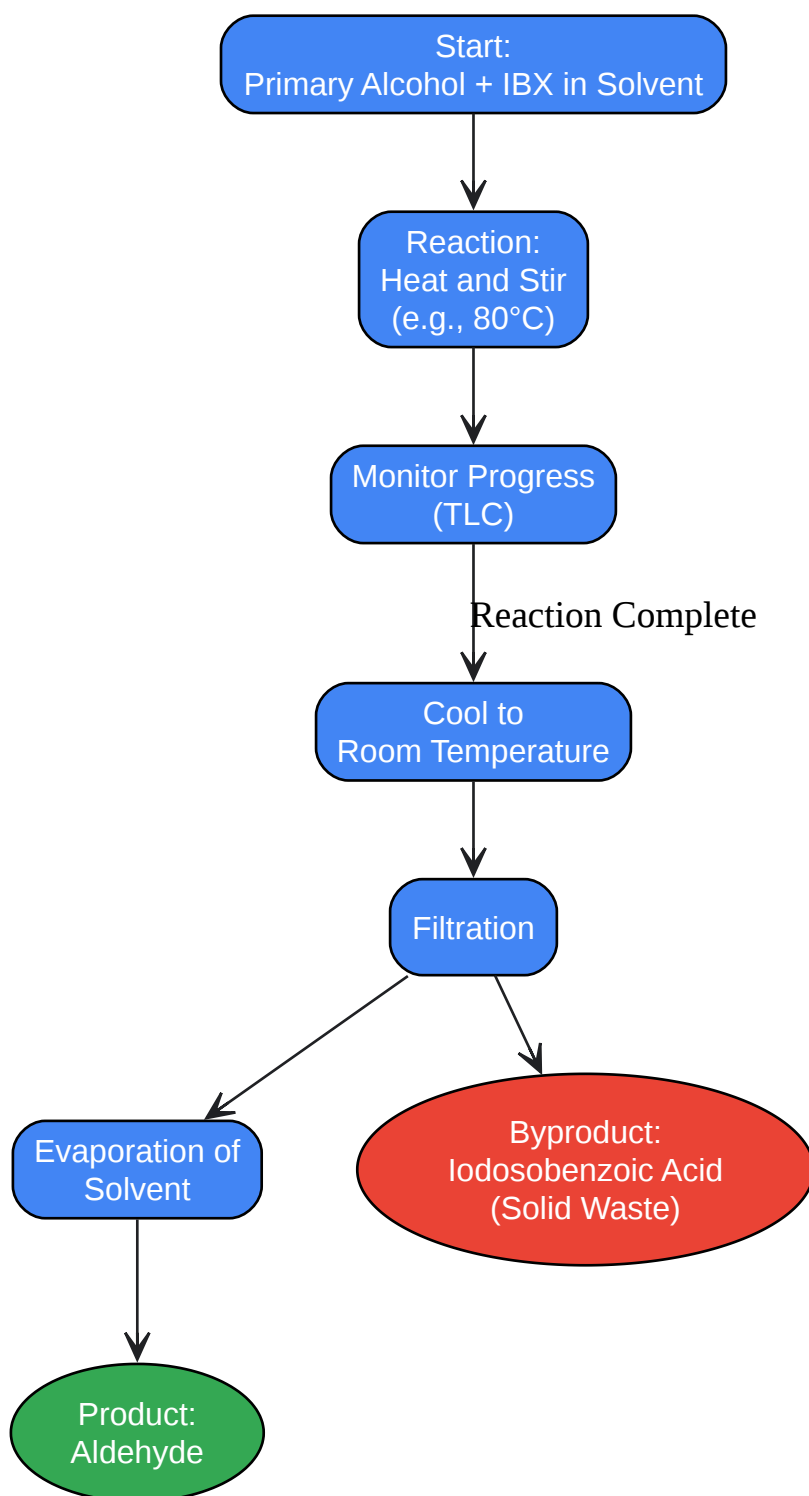 Start:
Primary Alcohol + IBX in Solvent
Reaction:
Heat and Stir
(e.g., 80°C)
Monitor Progress
(TLC)
Reaction Complete
Cool to
Room Temperature
Filtration
Evaporation of
Solvent
Byproduct:
Iodosobenzoic Acid
(Solid Waste)
Product:
Aldehyde